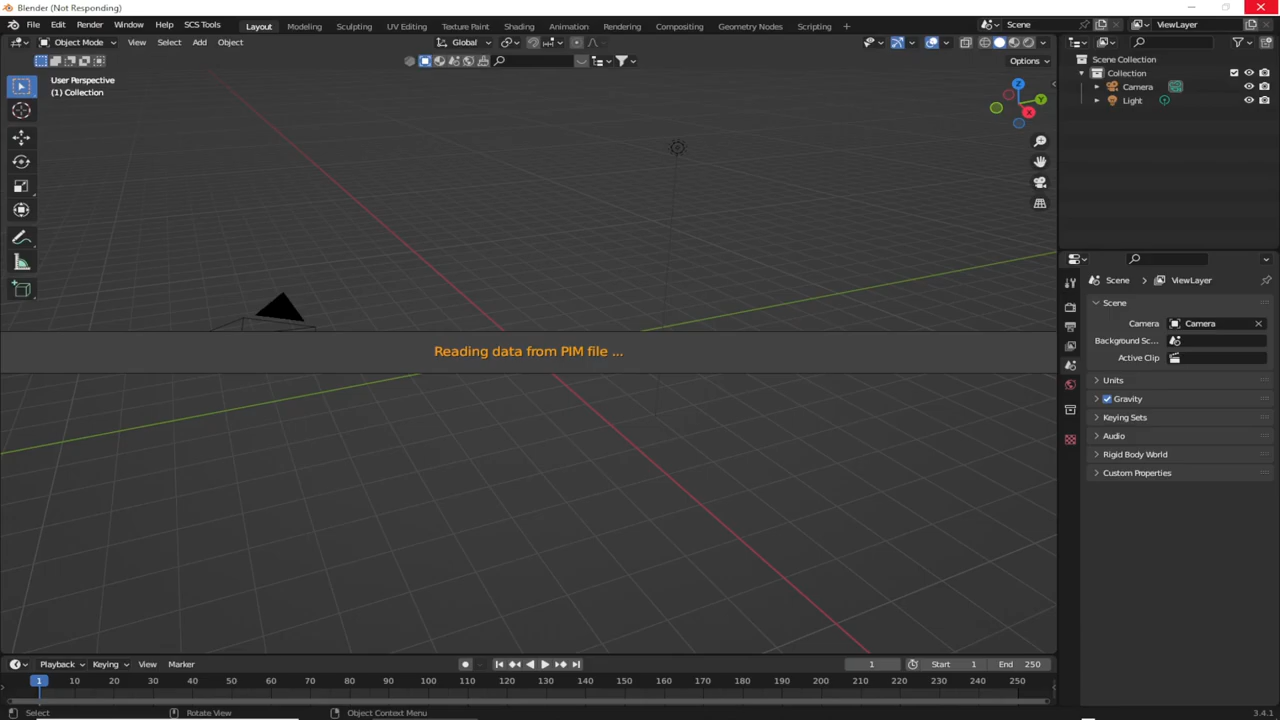 Blender (Not Responding)
File Edit Render Window Help SCS Tools Layout Modeling Sculpting UV Editing Texture Paint Shading Animation Rendering Compositing Geometry Nodes Scripting + Scene ViewLayer
Object Mode View Select Add Object Global
Options
User Perspective
(1) Collection
Z
Y
X
Scene Collection
Collection
Camera
Light
Scene ViewLayer
Scene
Camera Camera
Background Sc...
Active Clip
Units
Gravity
Keying Sets
Audio
Rigid Body World
Custom Properties
Reading data from PIM file ...
Playback Keying View Marker 1 Start 1 End 250
1 10 20 30 40 50 60 70 80 90 100 110 120 130 140 150 160 170 180 190 200 210 220 230 240 250
Select Rotate View Object Context Menu 3.4.1